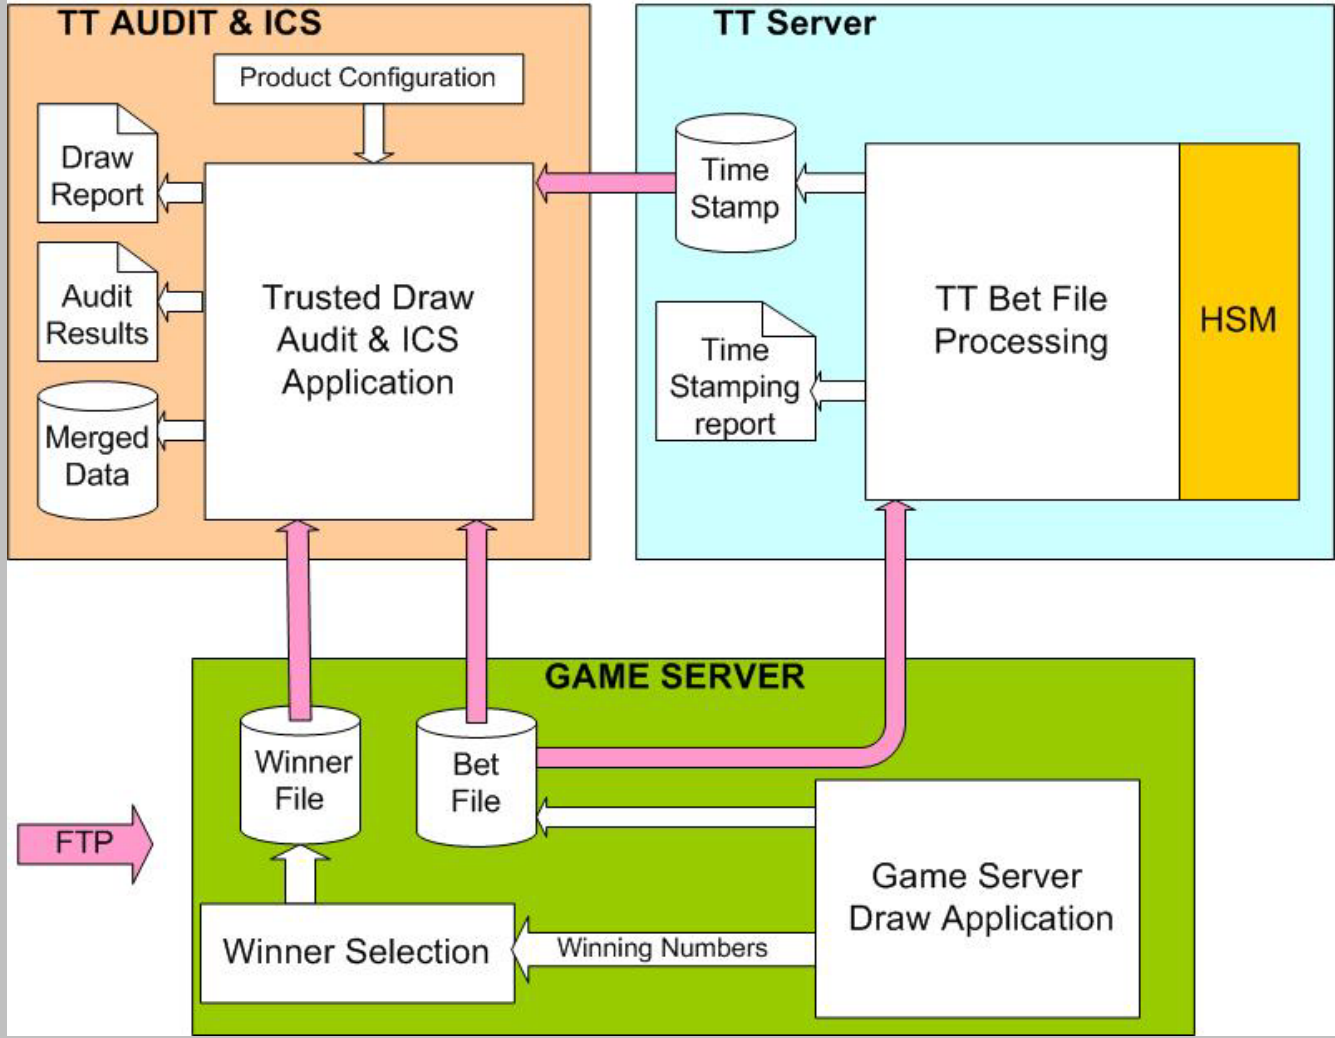 TT AUDIT & ICS
Product Configuration
Draw
Report
Audit
Results
Merged
Data
Trusted Draw
Audit & ICS
Application
TT Server
Time
Stamp
Time
Stamping
report
TT Bet File
Processing
HSM
GAME SERVER
Winner
File
Bet
File
FTP
Game Server
Draw Application
Winner Selection
Winning Numbers